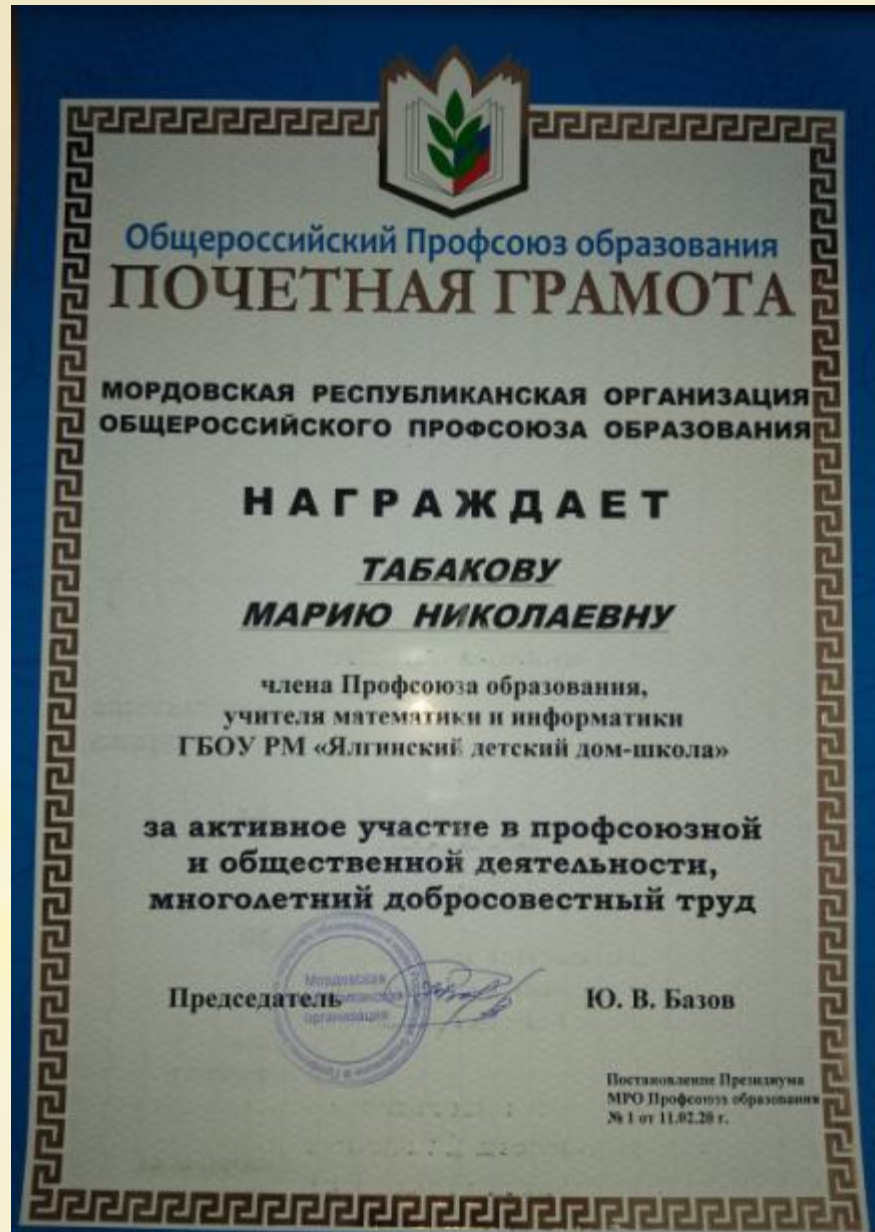 Общероссийский Профсоюз образования
ПОЧЕТНАЯ ГРАМОТА
МОРДОВСКАЯ РЕСПУБЛИКАНСКАЯ ОРГАНИЗАЦИЯ
ОБЩЕРОССИЙСКОГО ПРОФСОЮЗА ОБРАЗОВАНИЯ
НАГРАЖДАЕТ
ТАБАКОВУ
МАРИЮ НИКОЛАЕВНУ
члена Профсоюза образования,
учителя математики и информатики
ГБОУ РМ «Ялгинский детский дом-школа»
за активное участие в профсоюзной
и общественной деятельности,
многолетний добросовестный труд
Мордовская
организация
Председатель Ю. В. Базов
Постановление Президиума
МРО Профсоюза образования
№ 1 от 11.02.20 г.